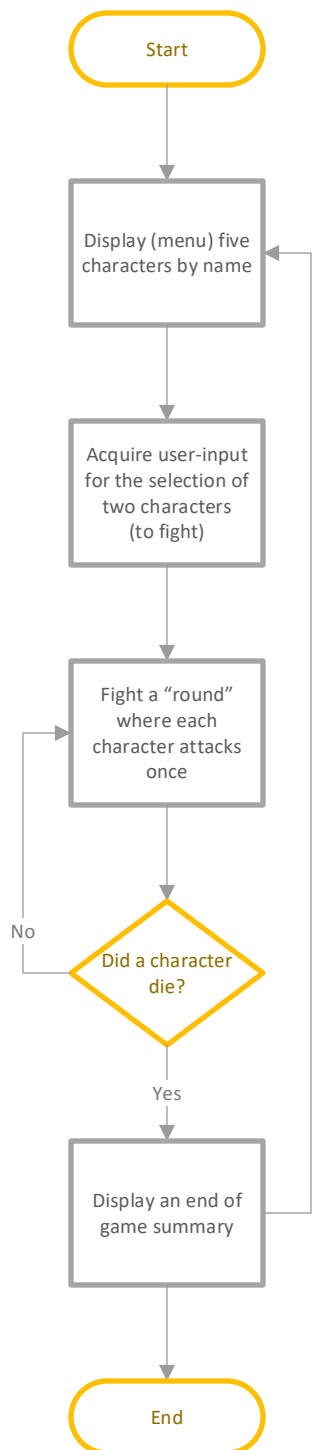 Start
Display (menu) five
characters by name
Acquire user-input
for the selection of
two characters
(to fight)
Fight a “round”
where each
character attacks
once
No
Did a character
die?
Yes
Display an end of
game summary
End